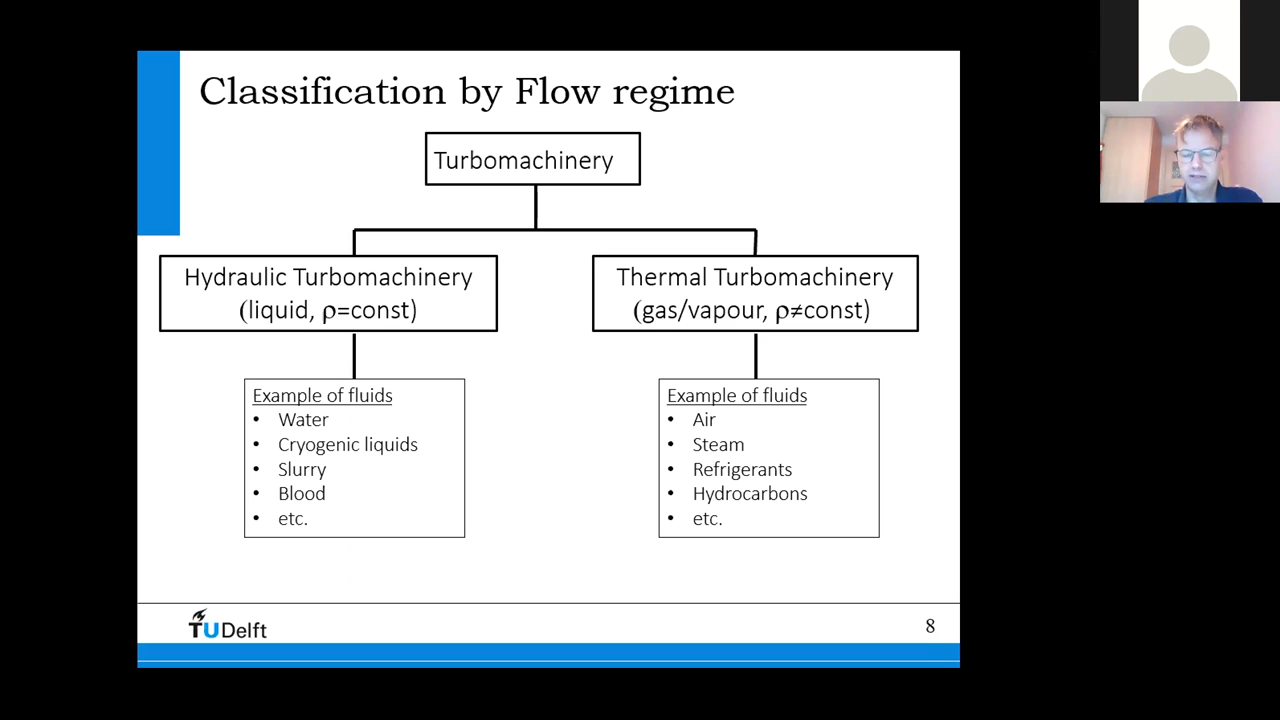 Classification by Flow regime
Turbomachinery
Hydraulic Turbomachinery
(liquid, ρ=const)
Thermal Turbomachinery
(gas/vapour, ρ≠const)
Example of fluids
• Water
• Cryogenic liquids
• Slurry
• Blood
• etc.
Example of fluids
• Air
• Steam
• Refrigerants
• Hydrocarbons
• etc.
TUDelft
8